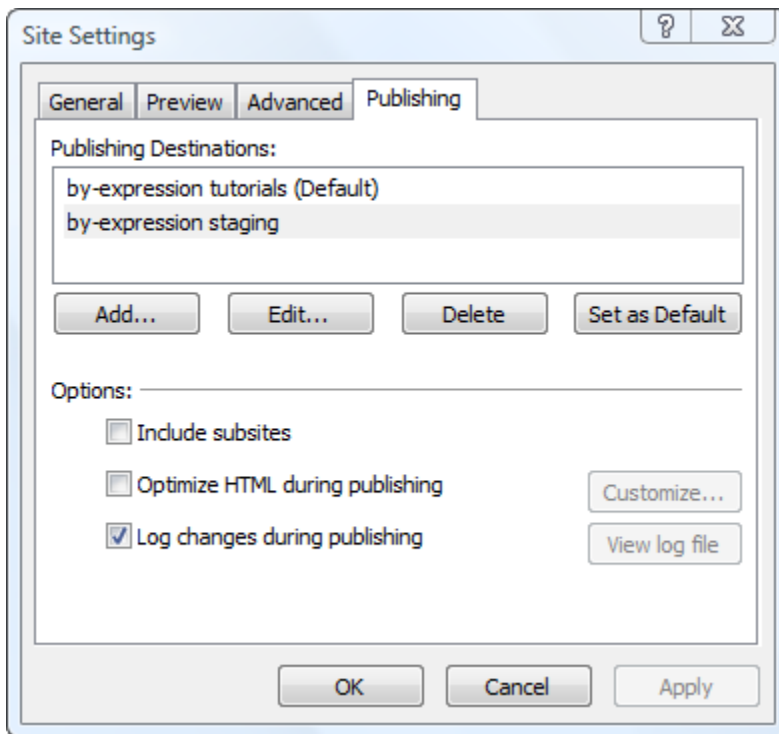 Site Settings
General Preview Advanced Publishing
Publishing Destinations:
by-expression tutorials (Default)
by-expression staging
Add... Edit... Delete Set as Default
Options:
Include subsites
Optimize HTML during publishing Customize...
Log changes during publishing View log file
OK Cancel Apply